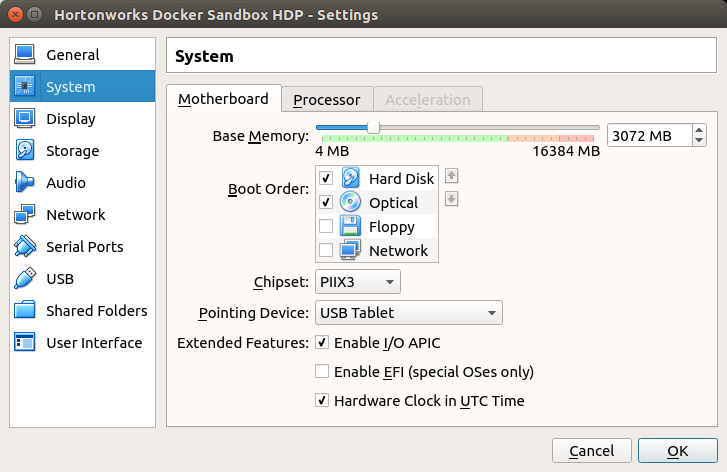 Hortonworks Docker Sandbox HDP - Settings
General
System
Display
Storage
Audio
Network
Serial Ports
USB
Shared Folders
User Interface
System
Motherboard Processor Acceleration
Base Memory: 3072 MB
4 MB 16384 MB
Boot Order:
Hard Disk
Optical
Floppy
Network
Chipset: PIIX3
Pointing Device: USB Tablet
Extended Features: Enable I/O APIC
Enable EFI (special OSes only)
Hardware Clock in UTC Time
Cancel OK